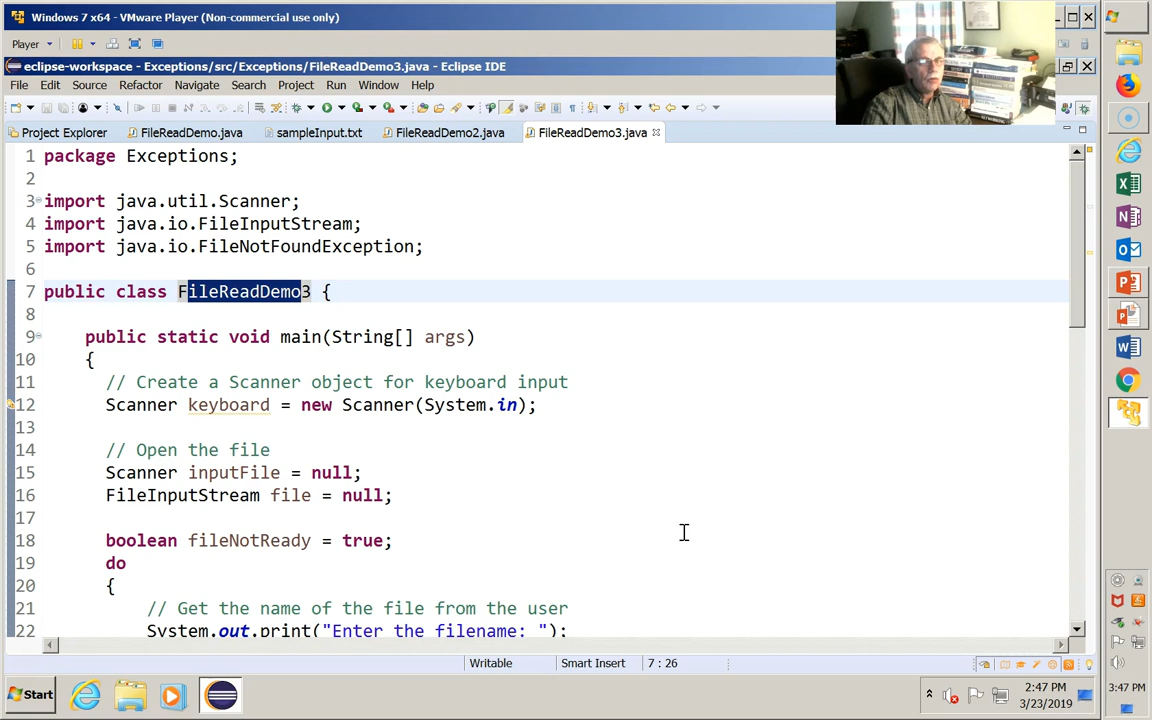 Windows 7 x64 - VMware Player (Non-commercial use only)
Player
eclipse-workspace - Exceptions/src/Exceptions/FileReadDemo3.java - Eclipse IDE
File Edit Source Refactor Navigate Search Project Run Window Help
Project Explorer FileReadDemo.java sampleInput.txt FileReadDemo2.java FileReadDemo3.java
1 package Exceptions;
2
3 import java.util.Scanner;
4 import java.io.FileInputStream;
5 import java.io.FileNotFoundException;
6
7 public class FileReadDemo3 {
8
9 public static void main(String[] args)
10 {
11 // Create a Scanner object for keyboard input
12 Scanner keyboard = new Scanner(System.in);
13
14 // Open the file
15 Scanner inputFile = null;
16 FileInputStream file = null;
17
18 boolean fileNotReady = true;
19 do
20 {
21 // Get the name of the file from the user
22 System.out.print("Enter the filename: ");
Writable Smart Insert 7 : 26
Start
2:47 PM
3/23/2019
3:47 PM